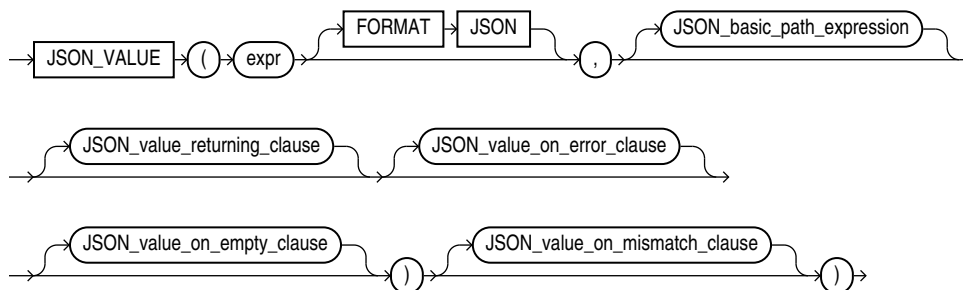 FORMAT JSON JSON_basic_path_expression
JSON_VALUE ( expr ,
JSON_value_returning_clause JSON_value_on_error_clause
JSON_value_on_empty_clause JSON_value_on_mismatch_clause
) )